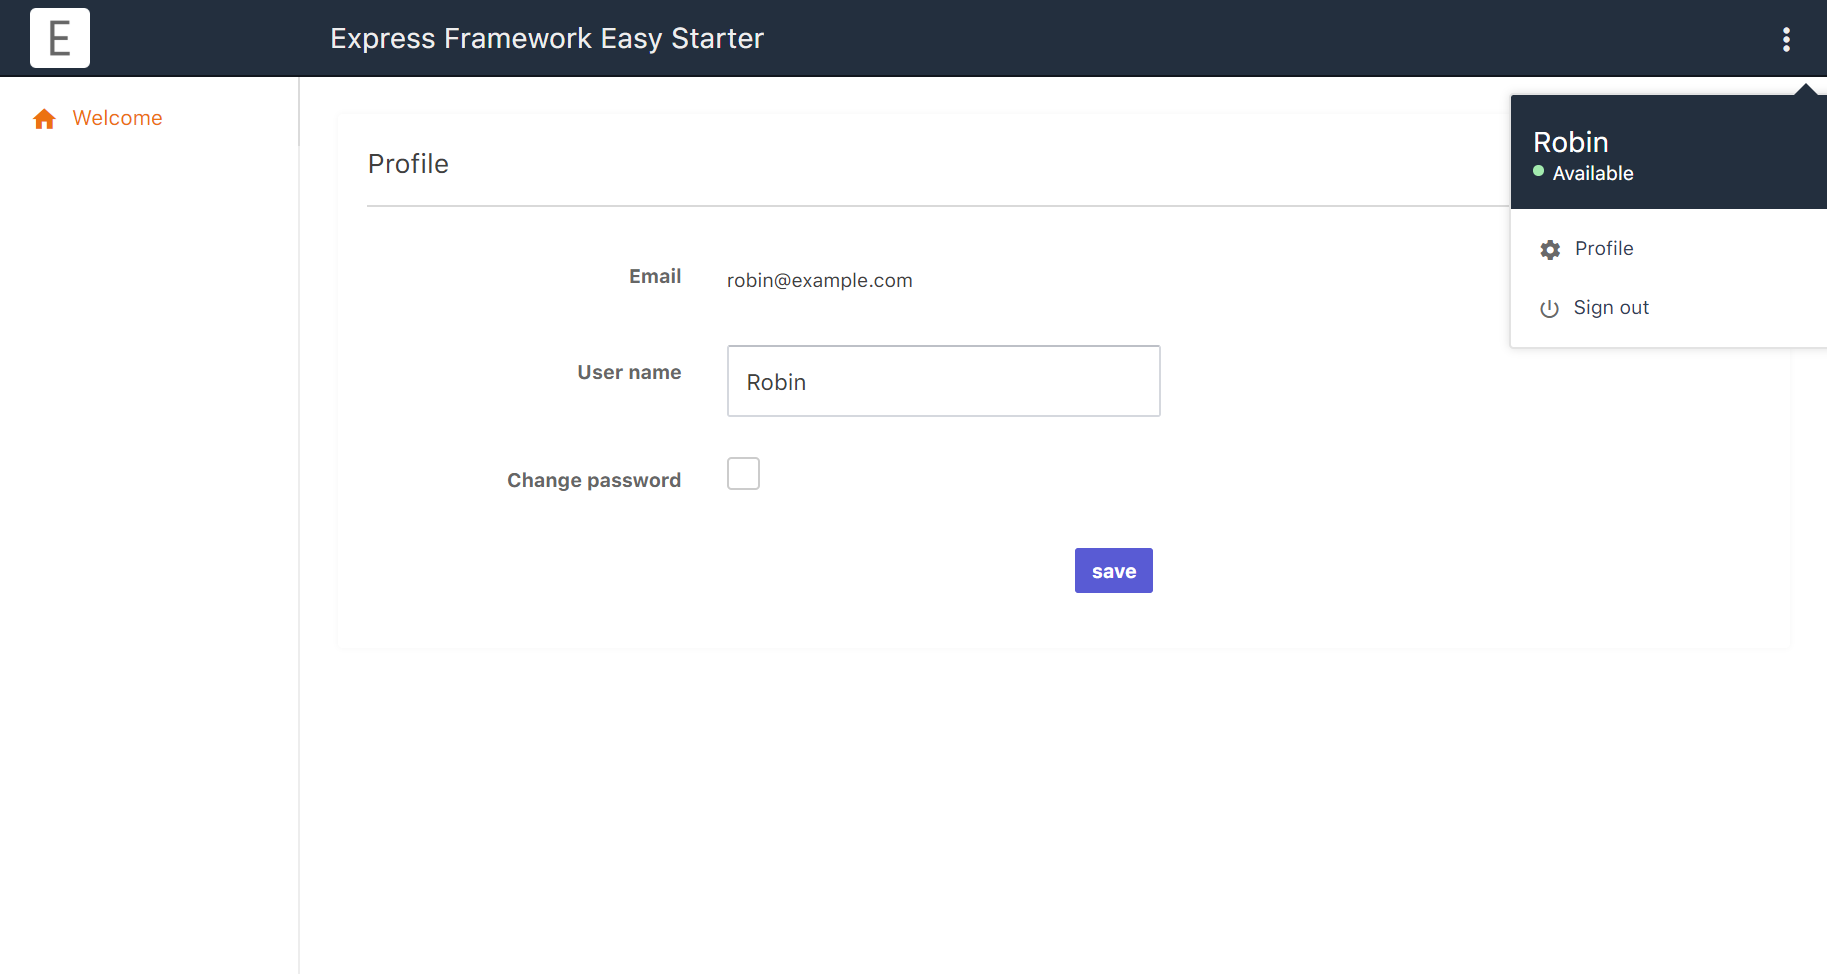 E
Express Framework Easy Starter
Welcome
Profile
Robin
Available
Profile
Sign out
Email
robin@example.com
User name
Robin
Change password
save